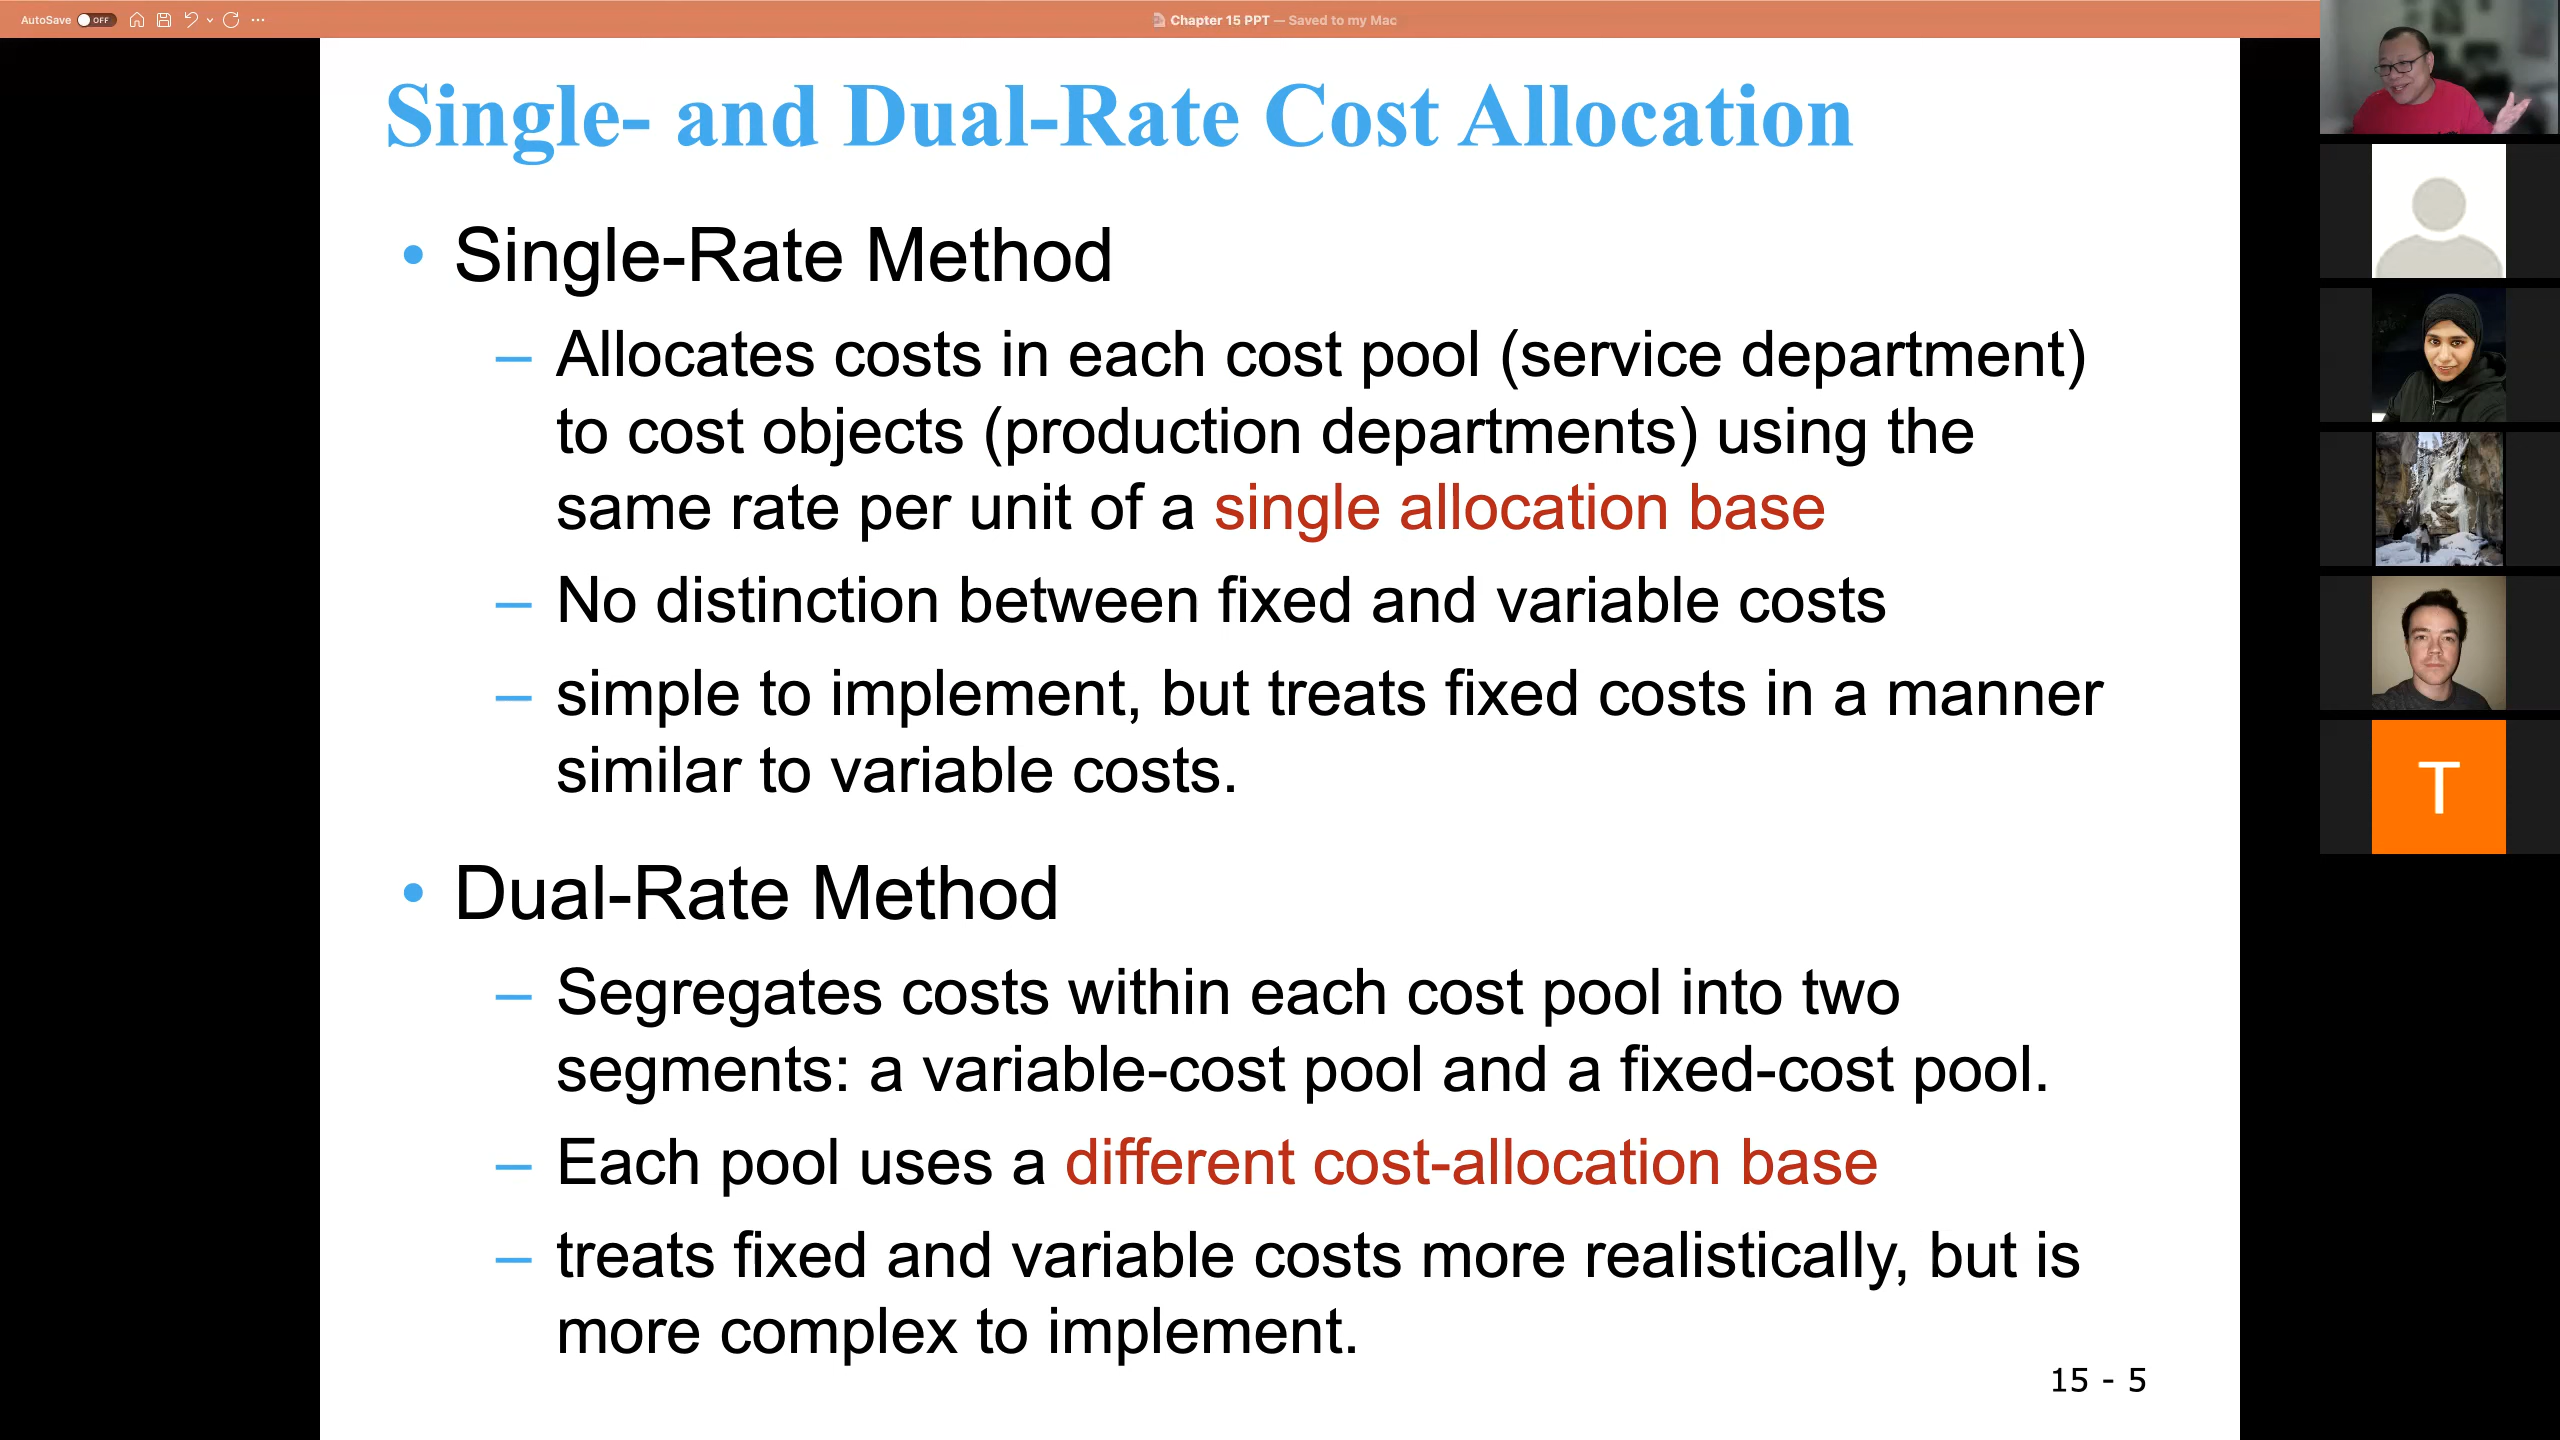 AutoSave OFF
Chapter 15 PPT — Saved to my Mac
Single- and Dual-Rate Cost Allocation
• Single-Rate Method
– Allocates costs in each cost pool (service department)
to cost objects (production departments) using the
same rate per unit of a single allocation base
– No distinction between fixed and variable costs
– simple to implement, but treats fixed costs in a manner
similar to variable costs.
• Dual-Rate Method
– Segregates costs within each cost pool into two
segments: a variable-cost pool and a fixed-cost pool.
– Each pool uses a different cost-allocation base
– treats fixed and variable costs more realistically, but is
more complex to implement.
15 - 5
T